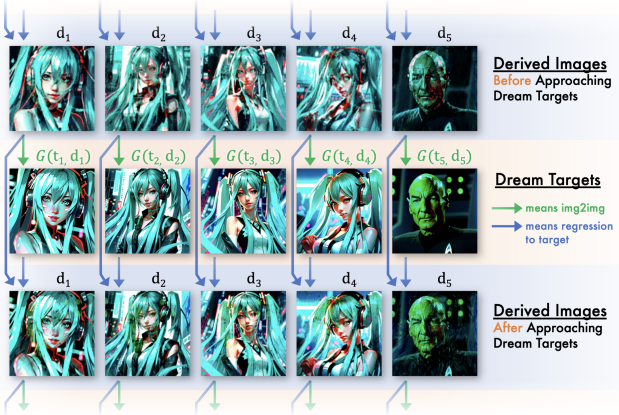 d₁ d₂ d₃ d₄ d₅
Derived Images
Before Approaching
Dream Targets
G(t₁, d₁) G(t₂, d₂) G(t₃, d₃) G(t₄, d₄) G(t₅, d₅)
Dream Targets
means img2img
means regression
to target
d₁ d₂ d₃ d₄ d₅
Derived Images
After Approaching
Dream Targets